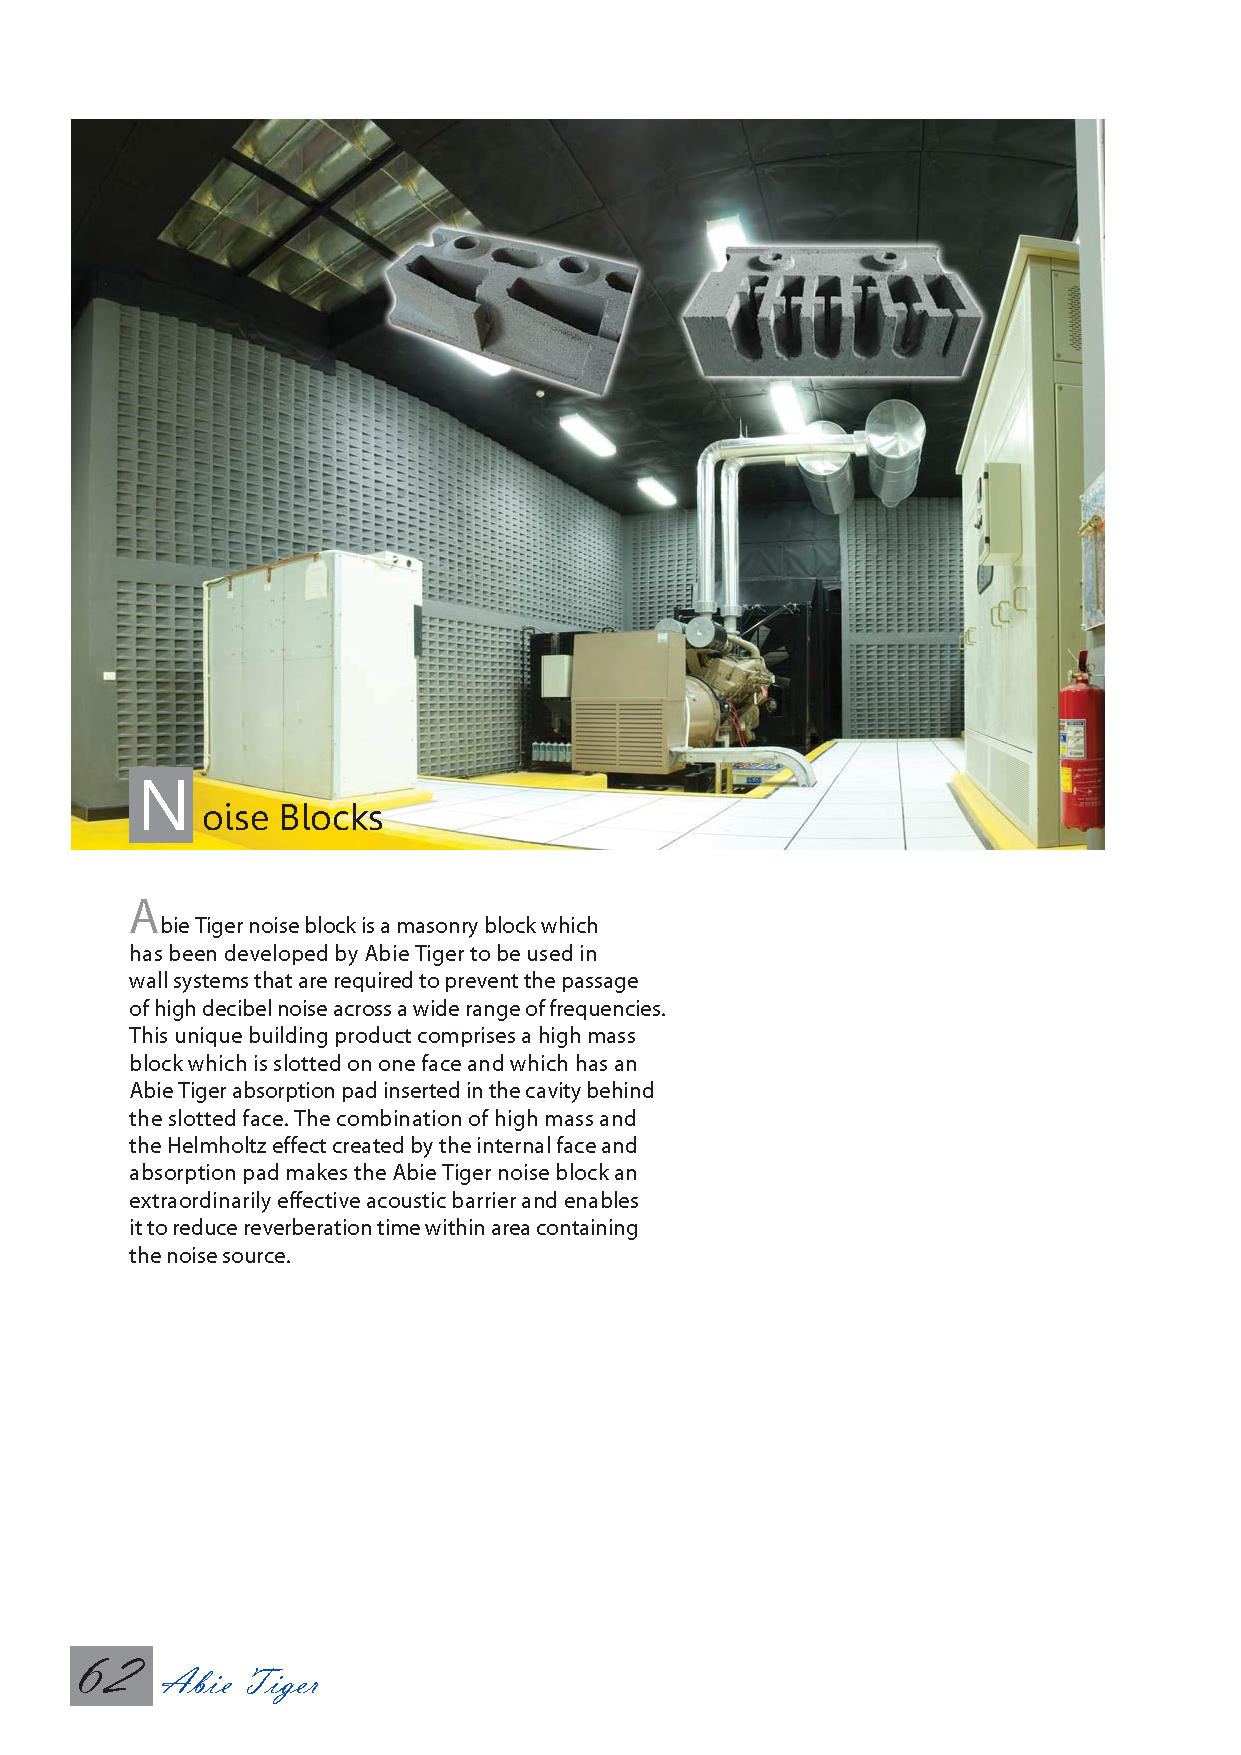 Noise Blocks
Abie Tiger noise block is a masonry block which
has been developed by Abie Tiger to be used in
wall systems that are required to prevent the passage
of high decibel noise across a wide range of frequencies.
This unique building product comprises a high mass
block which is slotted on one face and which has an
Abie Tiger absorption pad inserted in the cavity behind
the slotted face. The combination of high mass and
the Helmholtz effect created by the internal face and
absorption pad makes the Abie Tiger noise block an
extraordinarily effective acoustic barrier and enables
it to reduce reverberation time within area containing
the noise source.
62 Abie Tiger